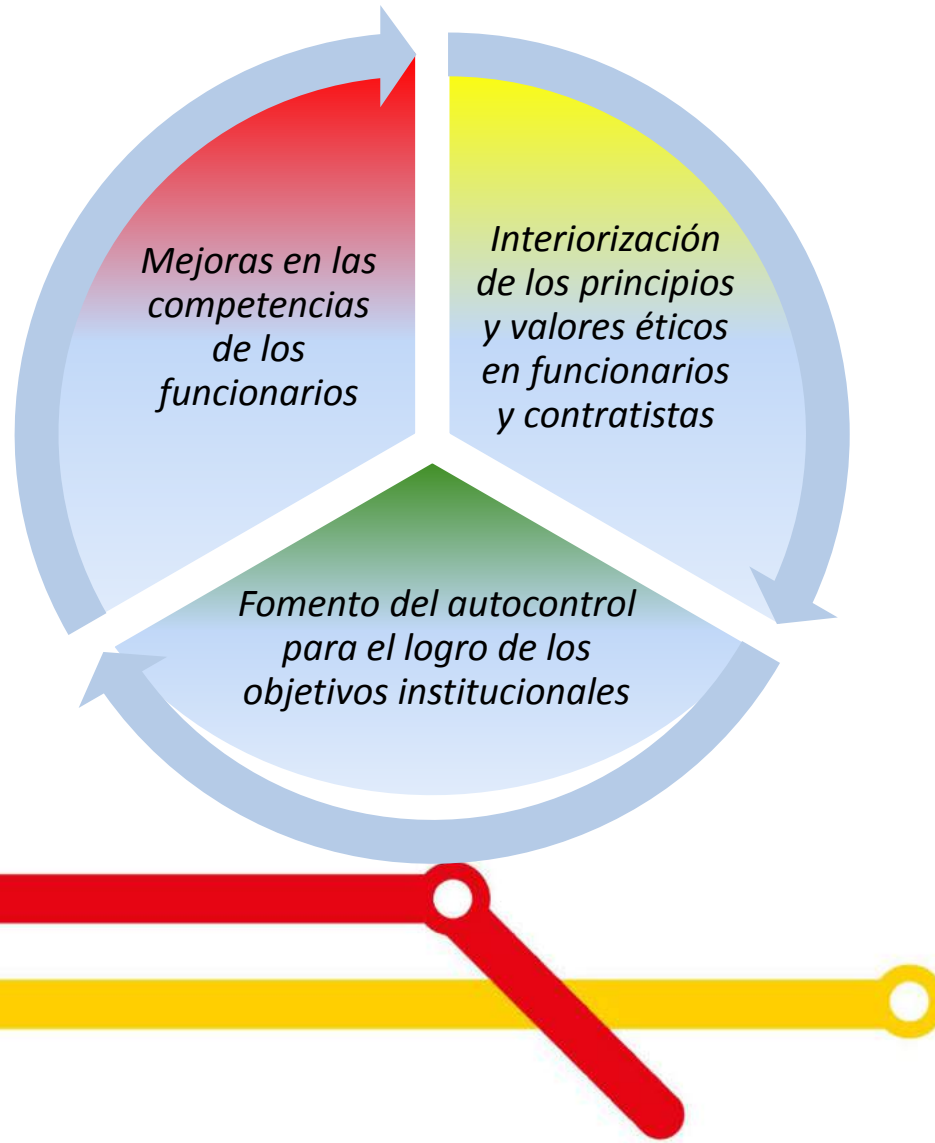 Mejoras en las
competencias
de los
funcionarios
Interiorización
de los principios
y valores éticos
en funcionarios
y contratistas
Fomento del autocontrol
para el logro de los
objetivos institucionales